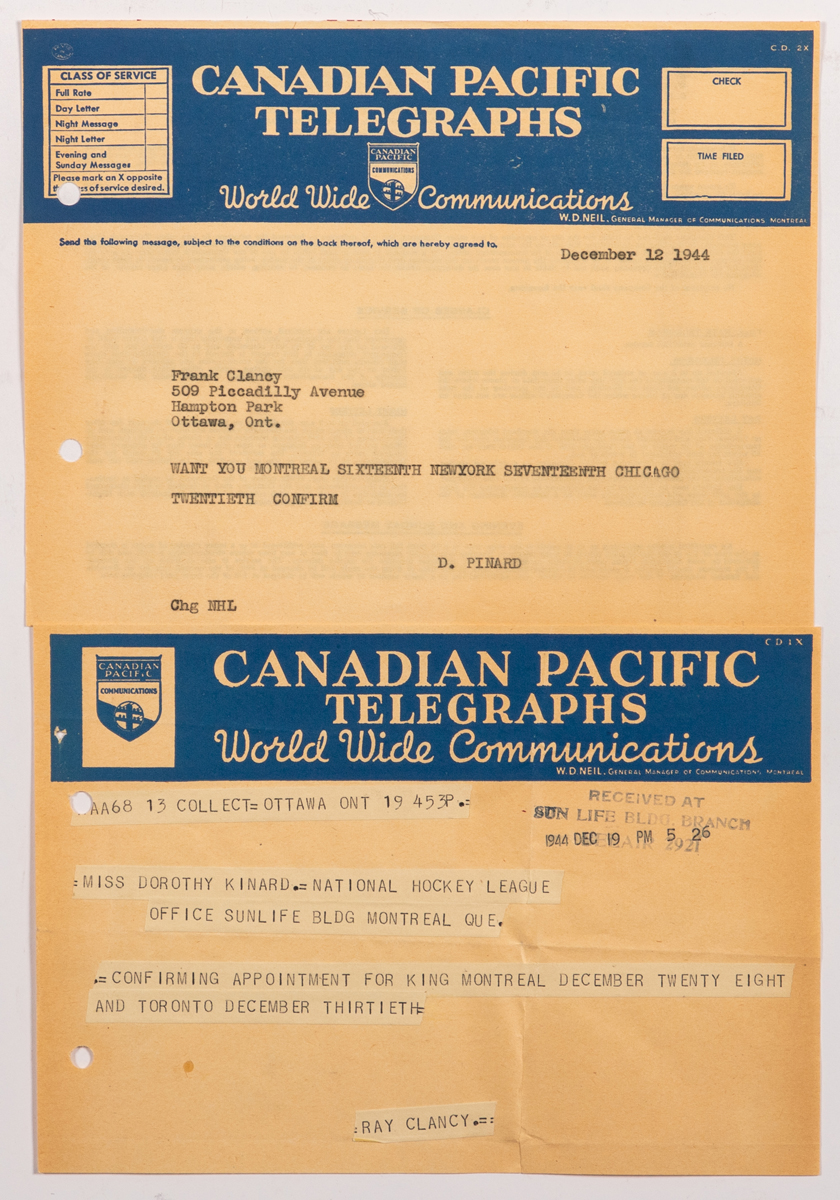 C.D. 2X
CLASS OF SERVICE
Full Rate
Day Letter
Night Message
Night Letter
Evening and
Sunday Messages
Please mark an X opposite
of service desired.
CANADIAN PACIFIC
TELEGRAPHS
CANADIAN
PACIFIC
COMMUNICATIONS
World Wide Communications
CHECK
TIME FILED
W.D. NEIL, GENERAL MANAGER OF COMMUNICATIONS, MONTREAL
Send the following message, subject to the conditions on the back thereof, which are hereby agreed to.
December 12 1944
Frank Clancy
509 Piccadilly Avenue
Hampton Park
Ottawa, Ont.
WANT YOU MONTREAL SIXTEENTH NEWYORK SEVENTEENTH CHICAGO
TWENTIETH CONFIRM
D. PINARD
Chg NHL
CD1X
CANADIAN
PACIFIC
COMMUNICATIONS
CANADIAN PACIFIC
TELEGRAPHS
World Wide Communications
W.D. NEIL, GENERAL MANAGER OF COMMUNICATIONS, MONTREAL
AA68 13 COLLECT= OTTAWA ONT 19 453P.=
RECEIVED AT
SUN LIFE BLDG. BRANCH
1944 DEC 19 PM 5 26
2921
=MISS DOROTHY KINARD.= NATIONAL HOCKEY LEAGUE
OFFICE SUNLIFE BLDG MONTREAL QUE.
.= CONFIRMING APPOINTMENT FOR KING MONTREAL DECEMBER TWENTY EIGHT
AND TORONTO DECEMBER THIRTIETH=
=RAY CLANCY.=: